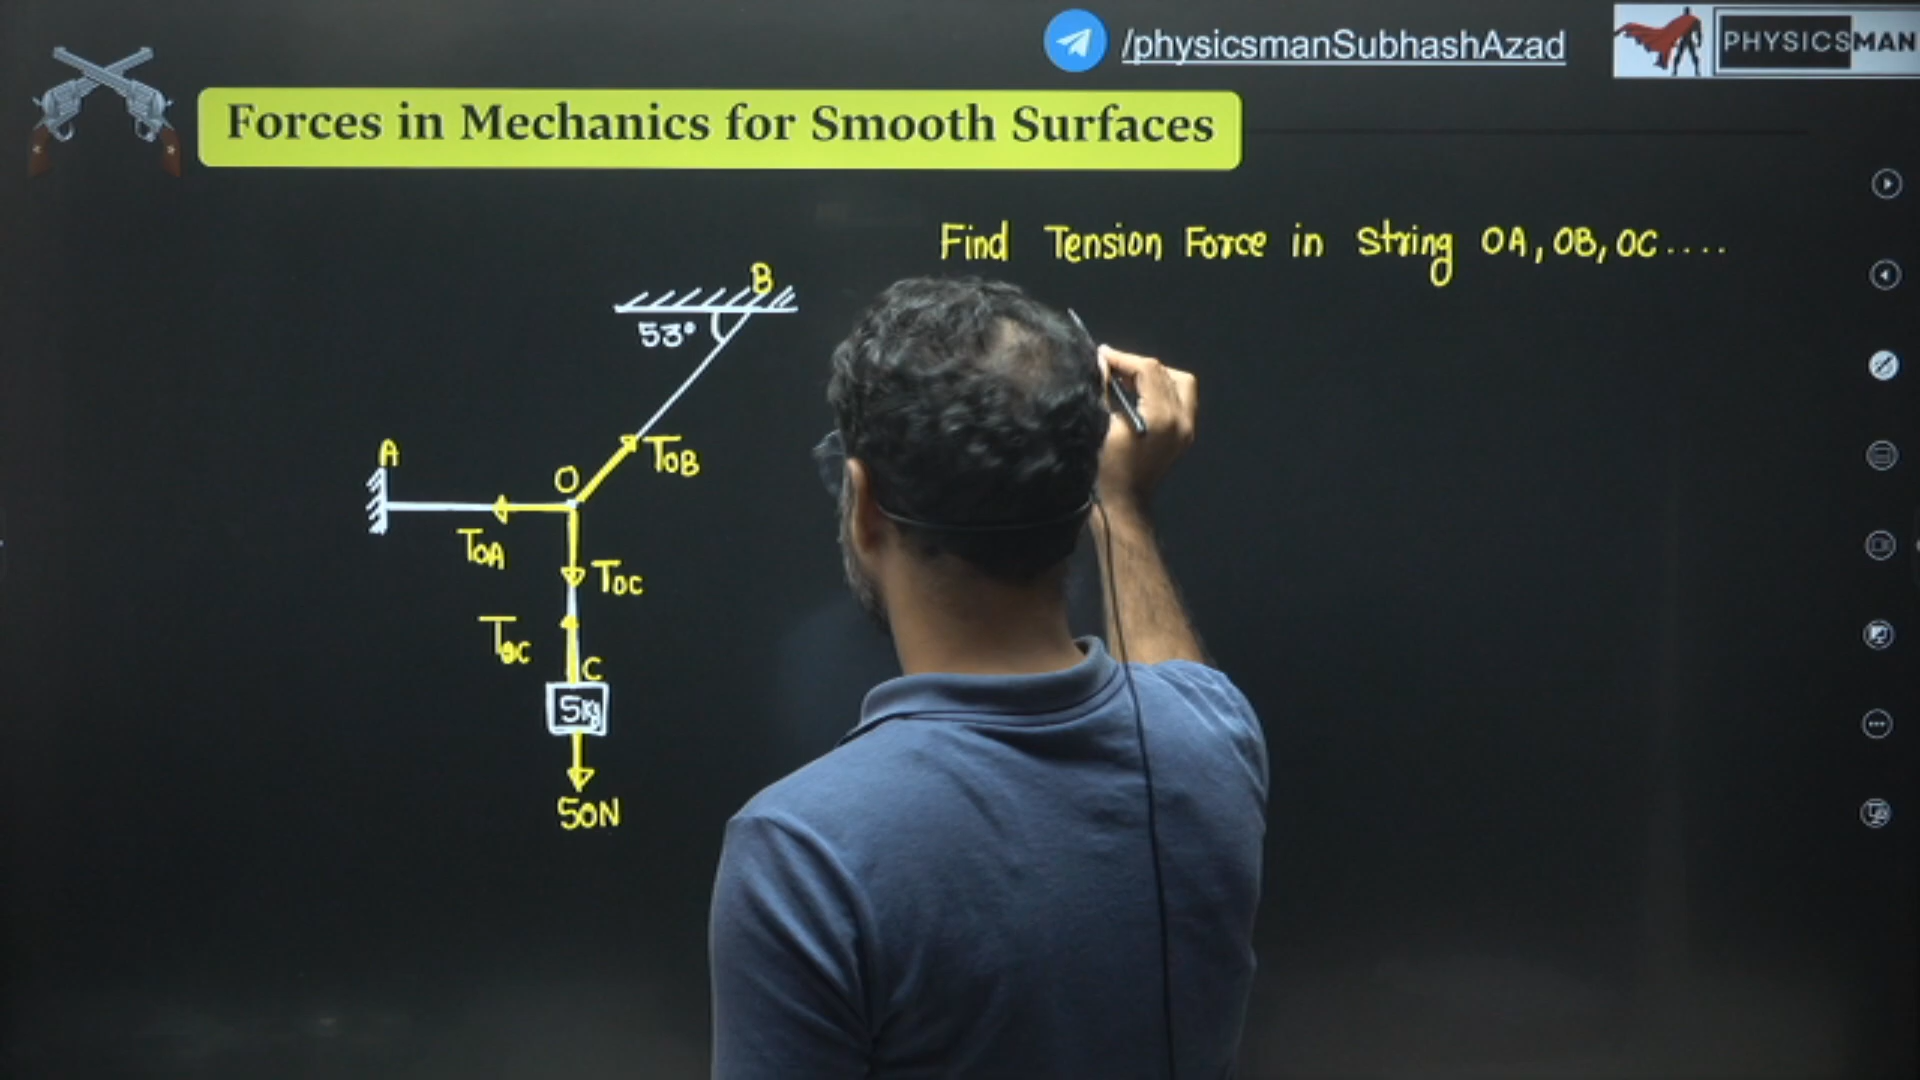 /physicsmanSubhashAzad
PHYSICSMAN
Forces in Mechanics for Smooth Surfaces
Find Tension Force in String OA, OB, OC....
B
53°
A
O
TOB
TOA
TOC
TOC
C
5Kg
50N